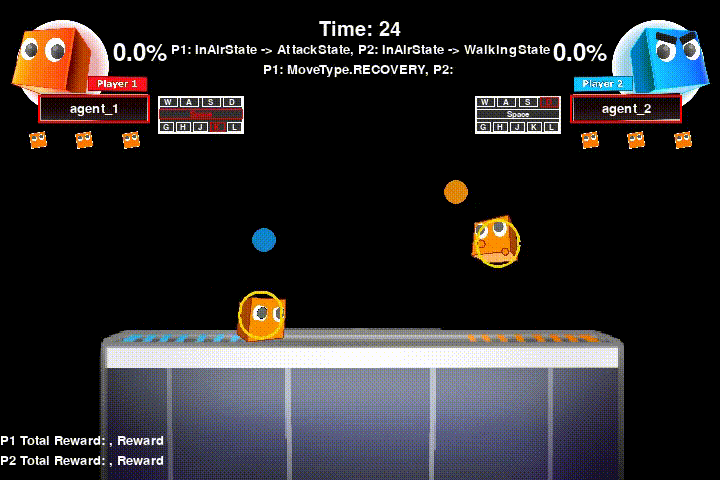 Time: 24
0.0%
P1: InAirState -> AttackState, P2: InAirState -> WalkingState
0.0%
P1: MoveType.RECOVERY, P2:
Player 1
Player 2
agent_1
agent_2
W A S D
Space
G H J K L
W A S D
Space
G H J K L
P1 Total Reward: , Reward
P2 Total Reward: , Reward